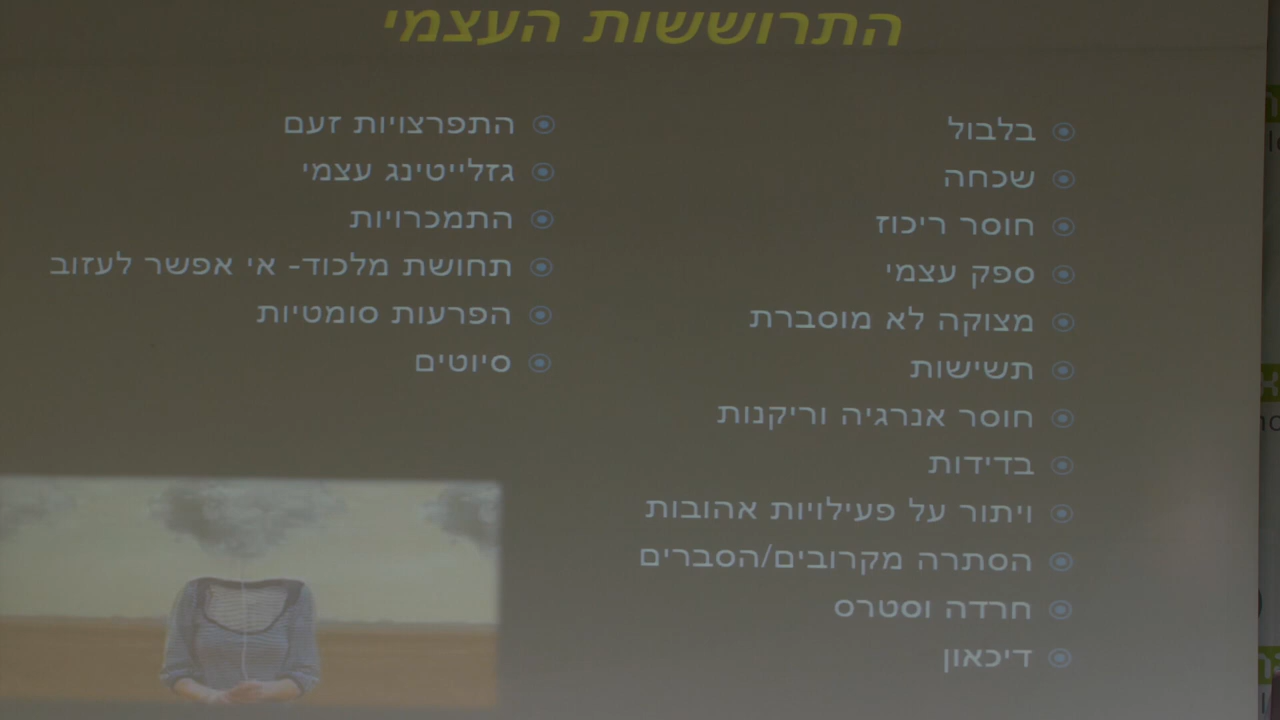 התרוששות העצמי
בלבול
שכחה
חוסר ריכוז
ספק עצמי
מצוקה לא מוסברת
תשישות
חוסר אנרגיה וריקנות
בדידות
ויתור על פעילויות אהובות
הסתרה מקרובים/הסברים
חרדה וסטרס
דיכאון
התפרצויות זעם
גזלייטינג עצמי
התמכרויות
תחושת מלכוד- אי אפשר לעזוב
הפרעות סומטיות
סיוטים